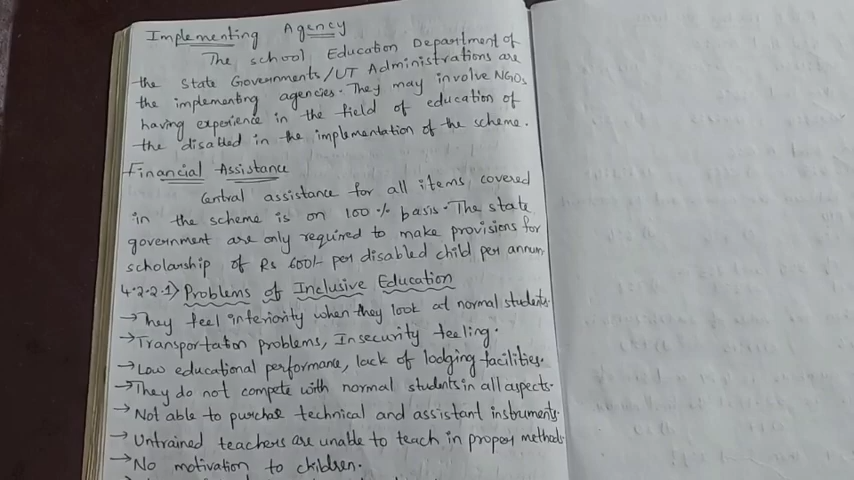 Implementing Agency
The school Education Department of
the State Governments/UT Administrations are
the implementing agencies. They may involve NGOs
having experience in the field of education of
the disabled in the implementation of the scheme.
Financial Assistance
Central assistance for all items covered
in the scheme is on 100 % basis. The state
government are only required to make provisions for
scholarship of Rs 600/- per disabled child per annum
4.2.2.1) Problems of Inclusive Education
→ They feel inferiority when they look at normal students.
→ Transportation problems, Insecurity feeling.
→ Low educational performance, lack of lodging facilities.
→ They do not compete with normal students in all aspects.
→ Not able to purchase technical and assistant instruments.
→ Untrained teachers are unable to teach in proper methods
→ No motivation to children.